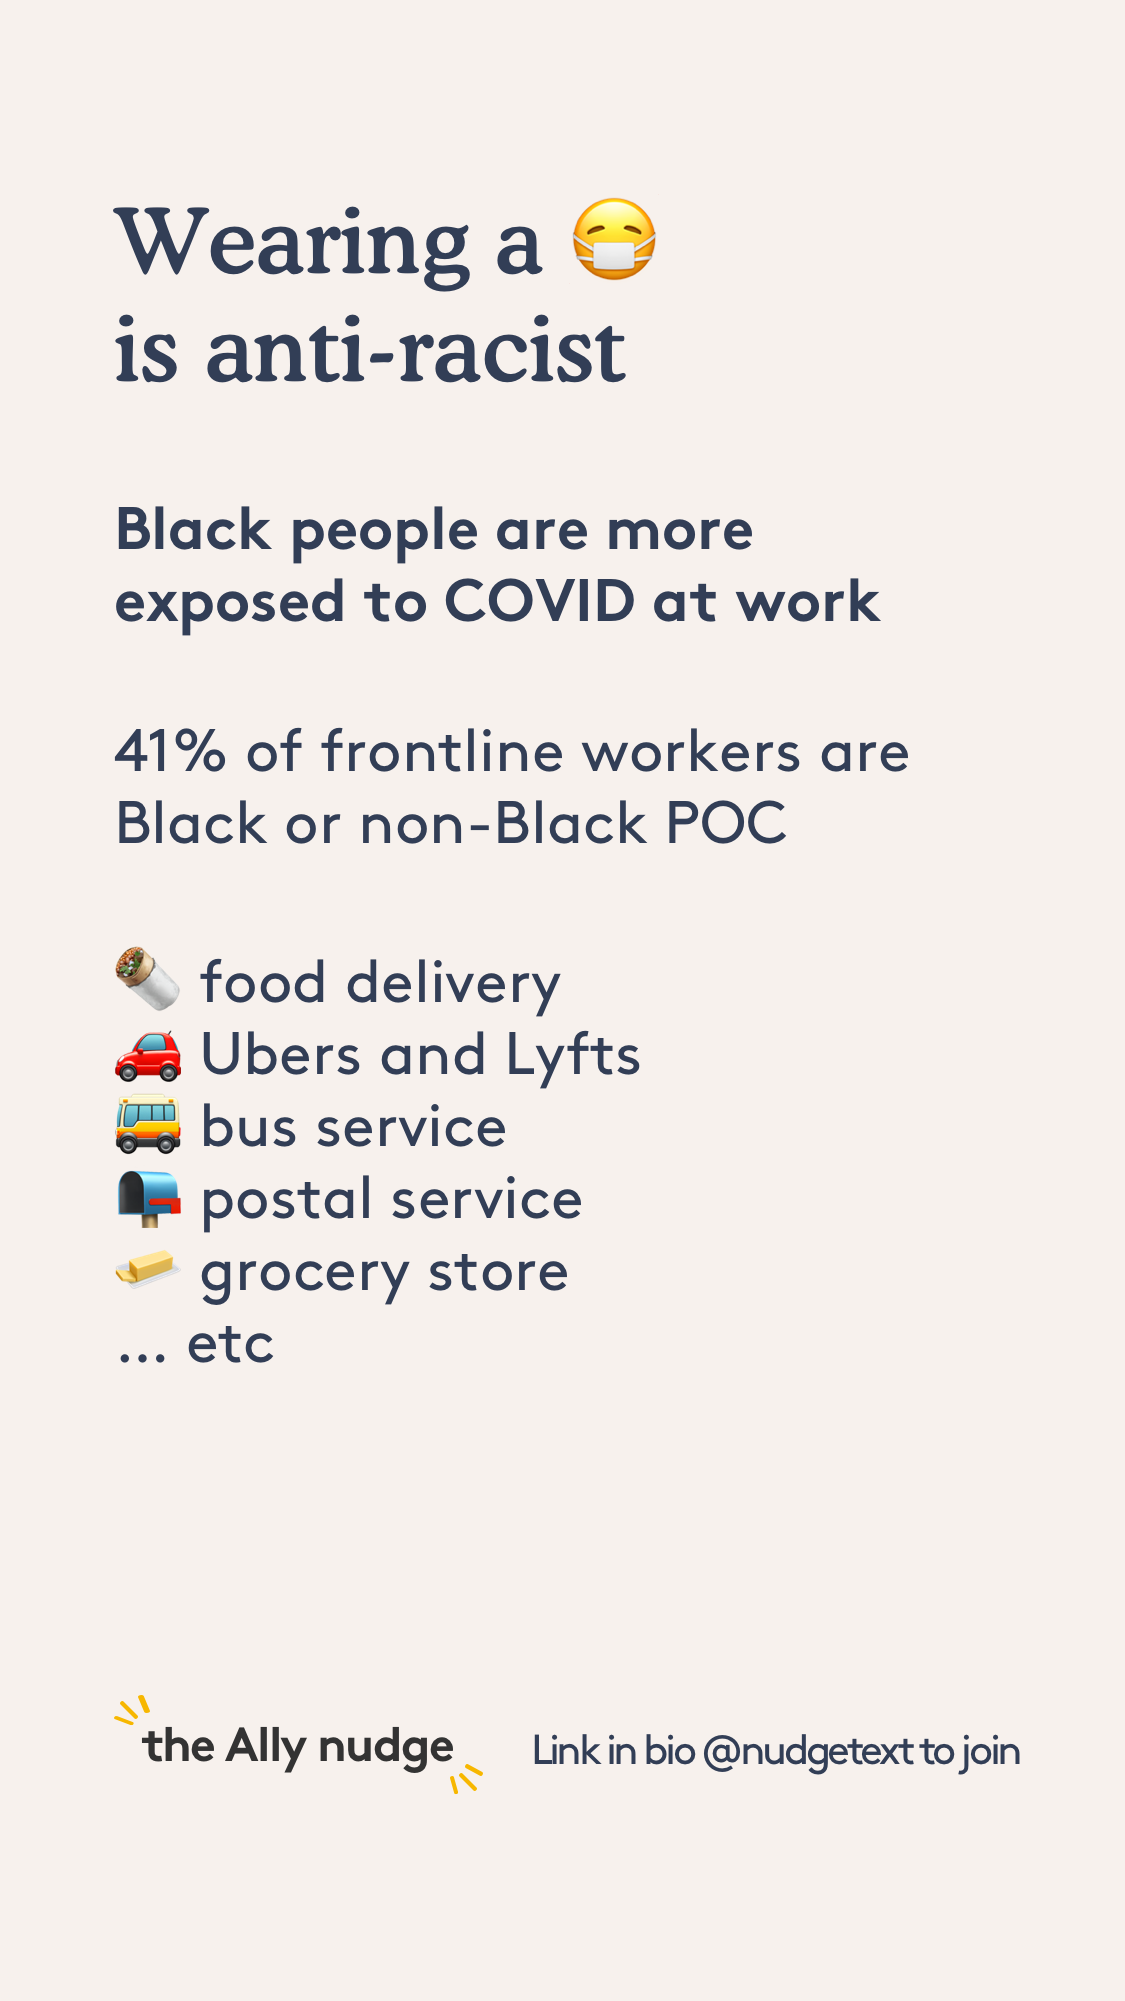 Wearing a 😷
is anti-racist
Black people are more
exposed to COVID at work
41% of frontline workers are
Black or non-Black POC
🌯 food delivery
🚗 Ubers and Lyfts
🚌 bus service
📭 postal service
🧈 grocery store
... etc
the Ally nudge
Link in bio @nudgetext to join